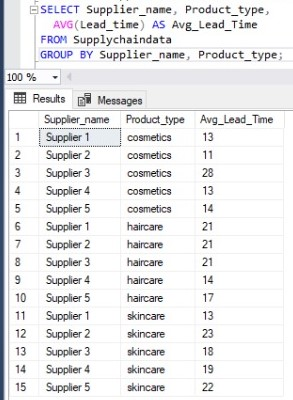 SELECT Supplier_name, Product_type,
AVG(Lead_time) AS Avg_Lead_Time
FROM Supplychaindata
GROUP BY Supplier_name, Product_type;
100 %
Results Messages
Supplier_name Product_type Avg_Lead_Time
1 Supplier 1 cosmetics 13
2 Supplier 2 cosmetics 11
3 Supplier 3 cosmetics 28
4 Supplier 4 cosmetics 13
5 Supplier 5 cosmetics 14
6 Supplier 1 haircare 21
7 Supplier 2 haircare 21
8 Supplier 3 haircare 21
9 Supplier 4 haircare 14
10 Supplier 5 haircare 17
11 Supplier 1 skincare 13
12 Supplier 2 skincare 23
13 Supplier 3 skincare 18
14 Supplier 4 skincare 19
15 Supplier 5 skincare 22